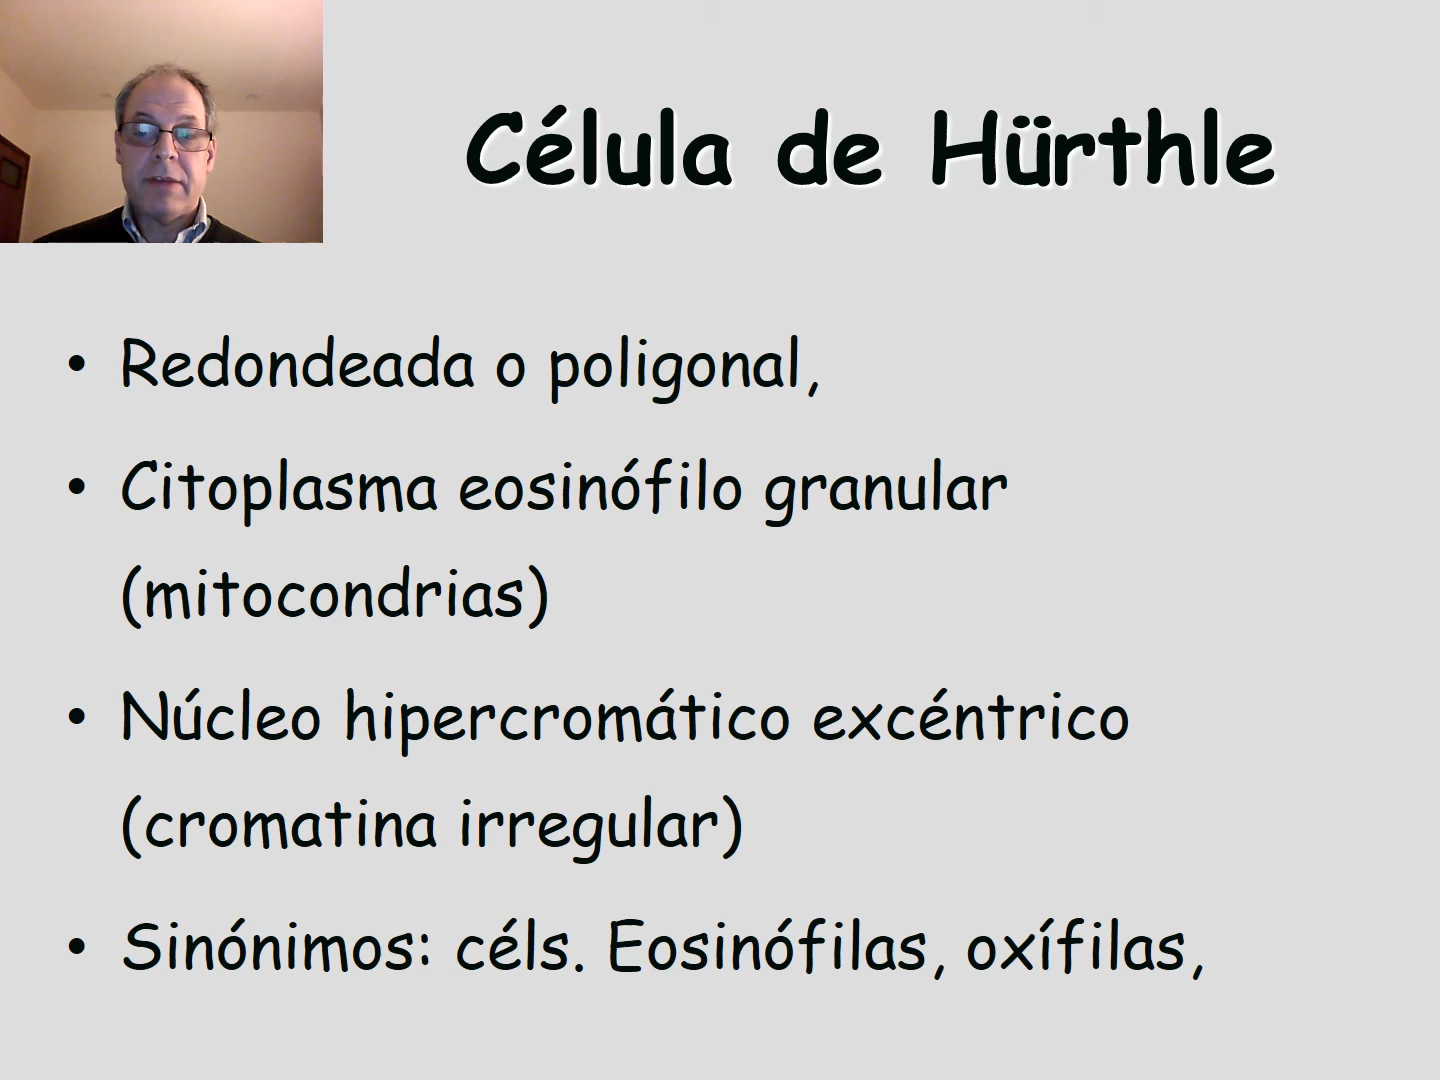 Célula de Hürthle
• Redondeada o poligonal,
• Citoplasma eosinófilo granular
(mitocondrias)
• Núcleo hipercromático excéntrico
(cromatina irregular)
• Sinónimos: céls. Eosinófilas, oxífilas,